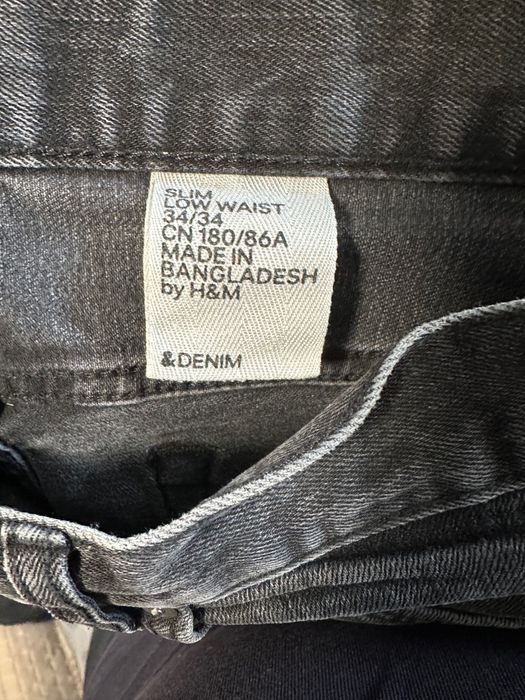 SLIM
LOW WAIST
34/34
CN 180/86A
MADE IN
BANGLADESH
by H&M
&DENIM